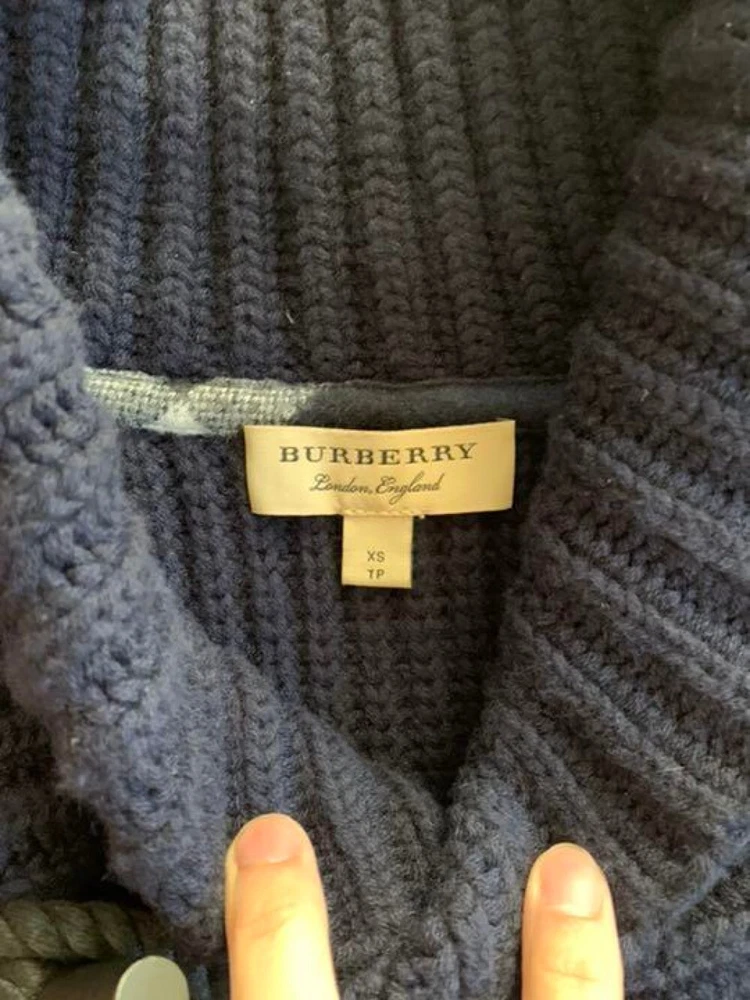 BURBERRY
London, England
XS
TP